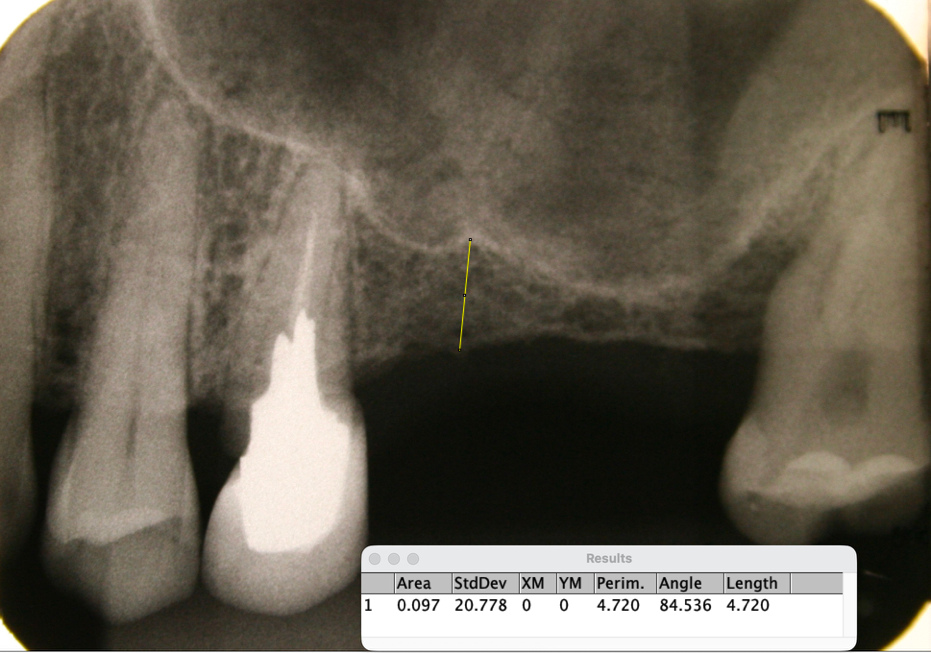 Results
Area StdDev XM YM Perim. Angle Length
1 0.097 20.778 0 0 4.720 84.536 4.720